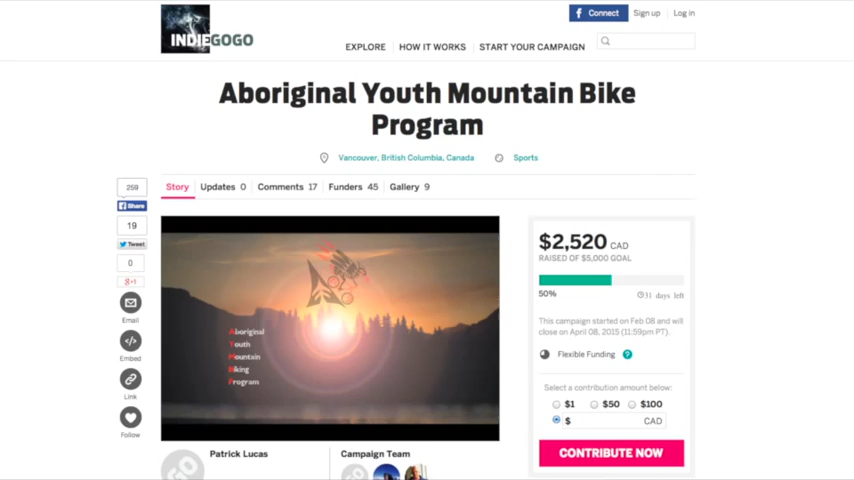 Connect
Sign up
Log in
INDIEGOGO
EXPLORE
HOW IT WORKS
START YOUR CAMPAIGN
Aboriginal Youth Mountain Bike
Program
Vancouver, British Columbia, Canada
Sports
Story
Updates 0
Comments 17
Funders 45
Gallery 9
259
Share
19
Tweet
0
g+1
Email
Embed
Link
Follow
Aboriginal
Youth
Mountain
Biking
Program
$2,520 CAD
RAISED OF $5,000 GOAL
50%
31 days left
This campaign started on Feb 08 and will
close on April 08, 2015 (11:59pm PT).
Flexible Funding ?
Select a contribution amount below:
$1 $50 $100
$ CAD
CONTRIBUTE NOW
Patrick Lucas
Campaign Team
GO
GO